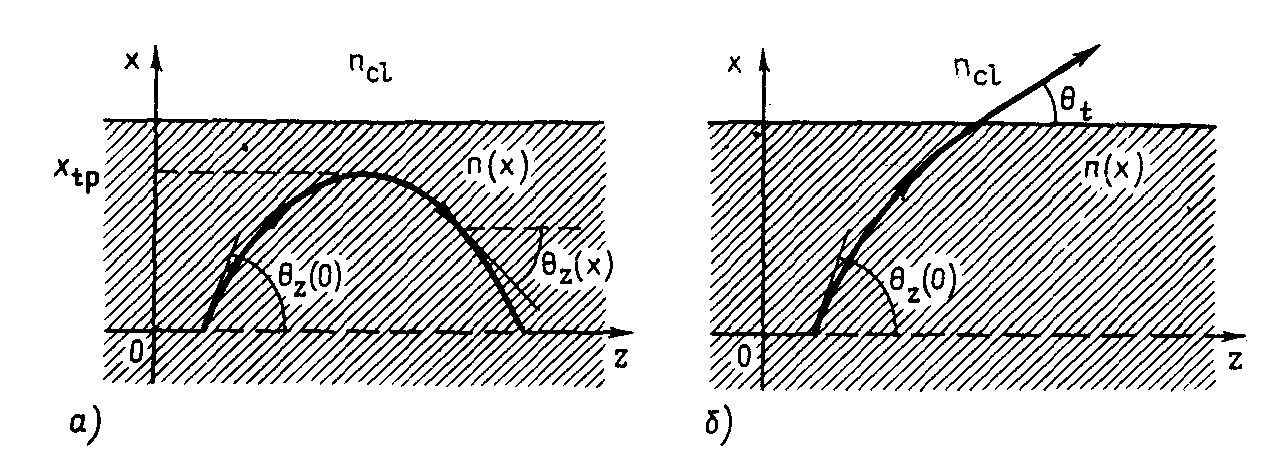 x
n_cl
x_tp
n(x)
θ_z(0)
θ_z(x)
0
z
а)
x
n_cl
θ_t
n(x)
θ_z(0)
0
z
б)